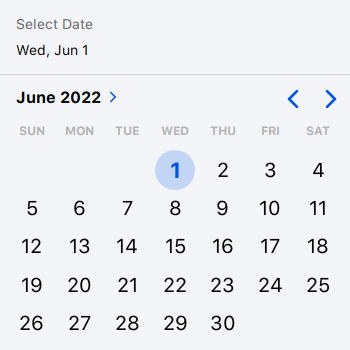 Select Date
Wed, Jun 1
June 2022
SUN MON TUE WED THU FRI SAT
1 2 3 4
5 6 7 8 9 10 11
12 13 14 15 16 17 18
19 20 21 22 23 24 25
26 27 28 29 30